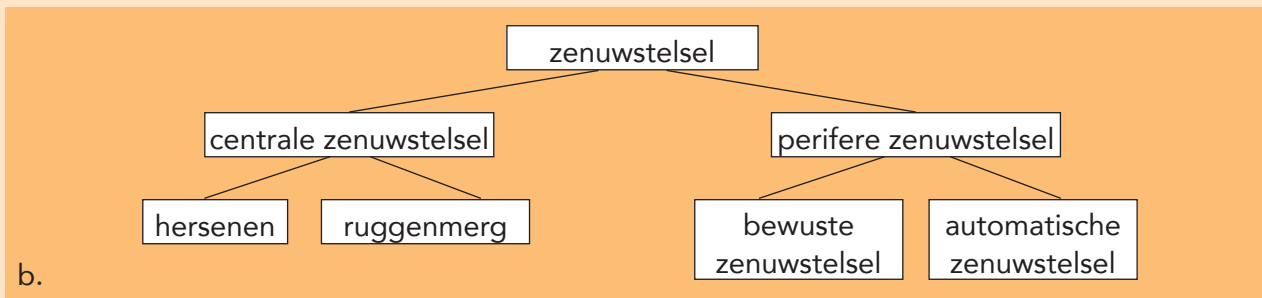 zenuwstelsel
centrale zenuwstelsel
perifere zenuwstelsel
hersenen
ruggenmerg
bewuste
zenuwstelsel
automatische
zenuwstelsel
b.